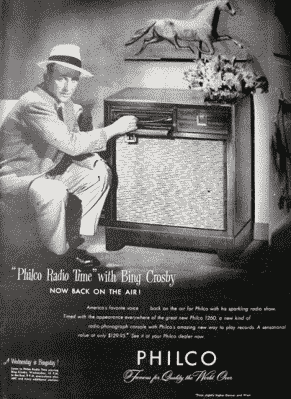 "Philco Radio Time" with Bing Crosby
NOW BACK ON THE AIR!
America's favorite voice back on the air for Philco with his sparkling radio show.
Timed with the appearance everywhere of the great new Philco 1260, a new kind of
radio-phonograph console with Philco's amazing new way to play records. A sensational
value at only $129.95* See it at your Philco dealer now.
A Wednesday is Bingsday!
PHILCO
Famous for Quality the World Over